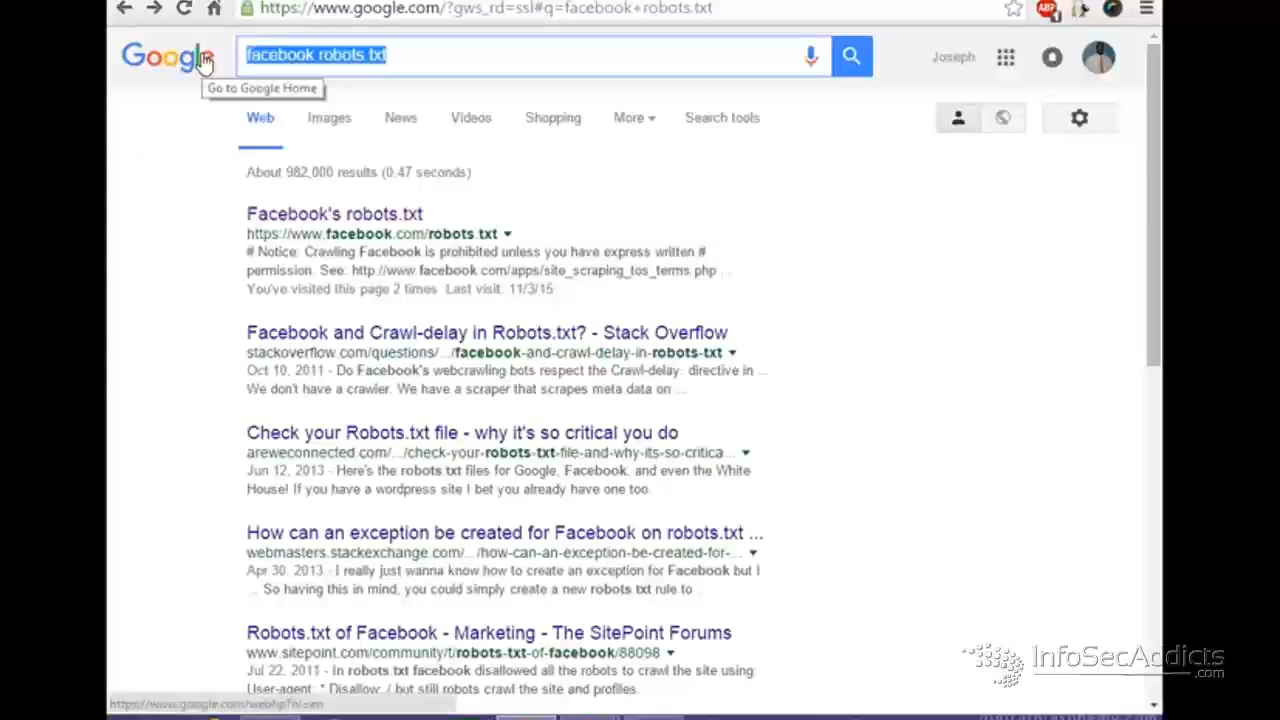 https://www.google.com/?gws_rd=ssl#q=facebook+robots.txt
ABP
Google
facebook robots txt
Joseph
Go to Google Home
Web Images News Videos Shopping More Search tools
About 982,000 results (0.47 seconds)
Facebook's robots.txt
https://www.facebook.com/robots.txt
# Notice: Crawling Facebook is prohibited unless you have express written #
permission. See: http://www.facebook.com/apps/site_scraping_tos_terms.php ...
You've visited this page 2 times. Last visit: 11/3/15
Facebook and Crawl-delay in Robots.txt? - Stack Overflow
stackoverflow.com/questions/.../facebook-and-crawl-delay-in-robots-txt
Oct 10, 2011 - Do Facebook's webcrawling bots respect the Crawl-delay: directive in ...
We don't have a crawler. We have a scraper that scrapes meta data on ...
Check your Robots.txt file - why it's so critical you do
areweconnected.com/.../check-your-robots-txt-file-and-why-its-so-critica...
Jun 12, 2013 - Here's the robots.txt files for Google, Facebook, and even the White
House! If you have a wordpress site I bet you already have one too.
How can an exception be created for Facebook on robots.txt ...
webmasters.stackexchange.com/.../how-can-an-exception-be-created-for-...
Apr 30, 2013 - I really just wanna know how to create an exception for Facebook but I
... So having this in mind, you could simply create a new robots.txt rule to ...
Robots.txt of Facebook - Marketing - The SitePoint Forums
www.sitepoint.com/community/t/robots-txt-of-facebook/88098
Jul 22, 2011 - In robots.txt facebook disallowed all the robots to crawl the site using:
User-agent: * Disallow: / but still robots crawl the site and profiles.
InfoSecAddicts
.com